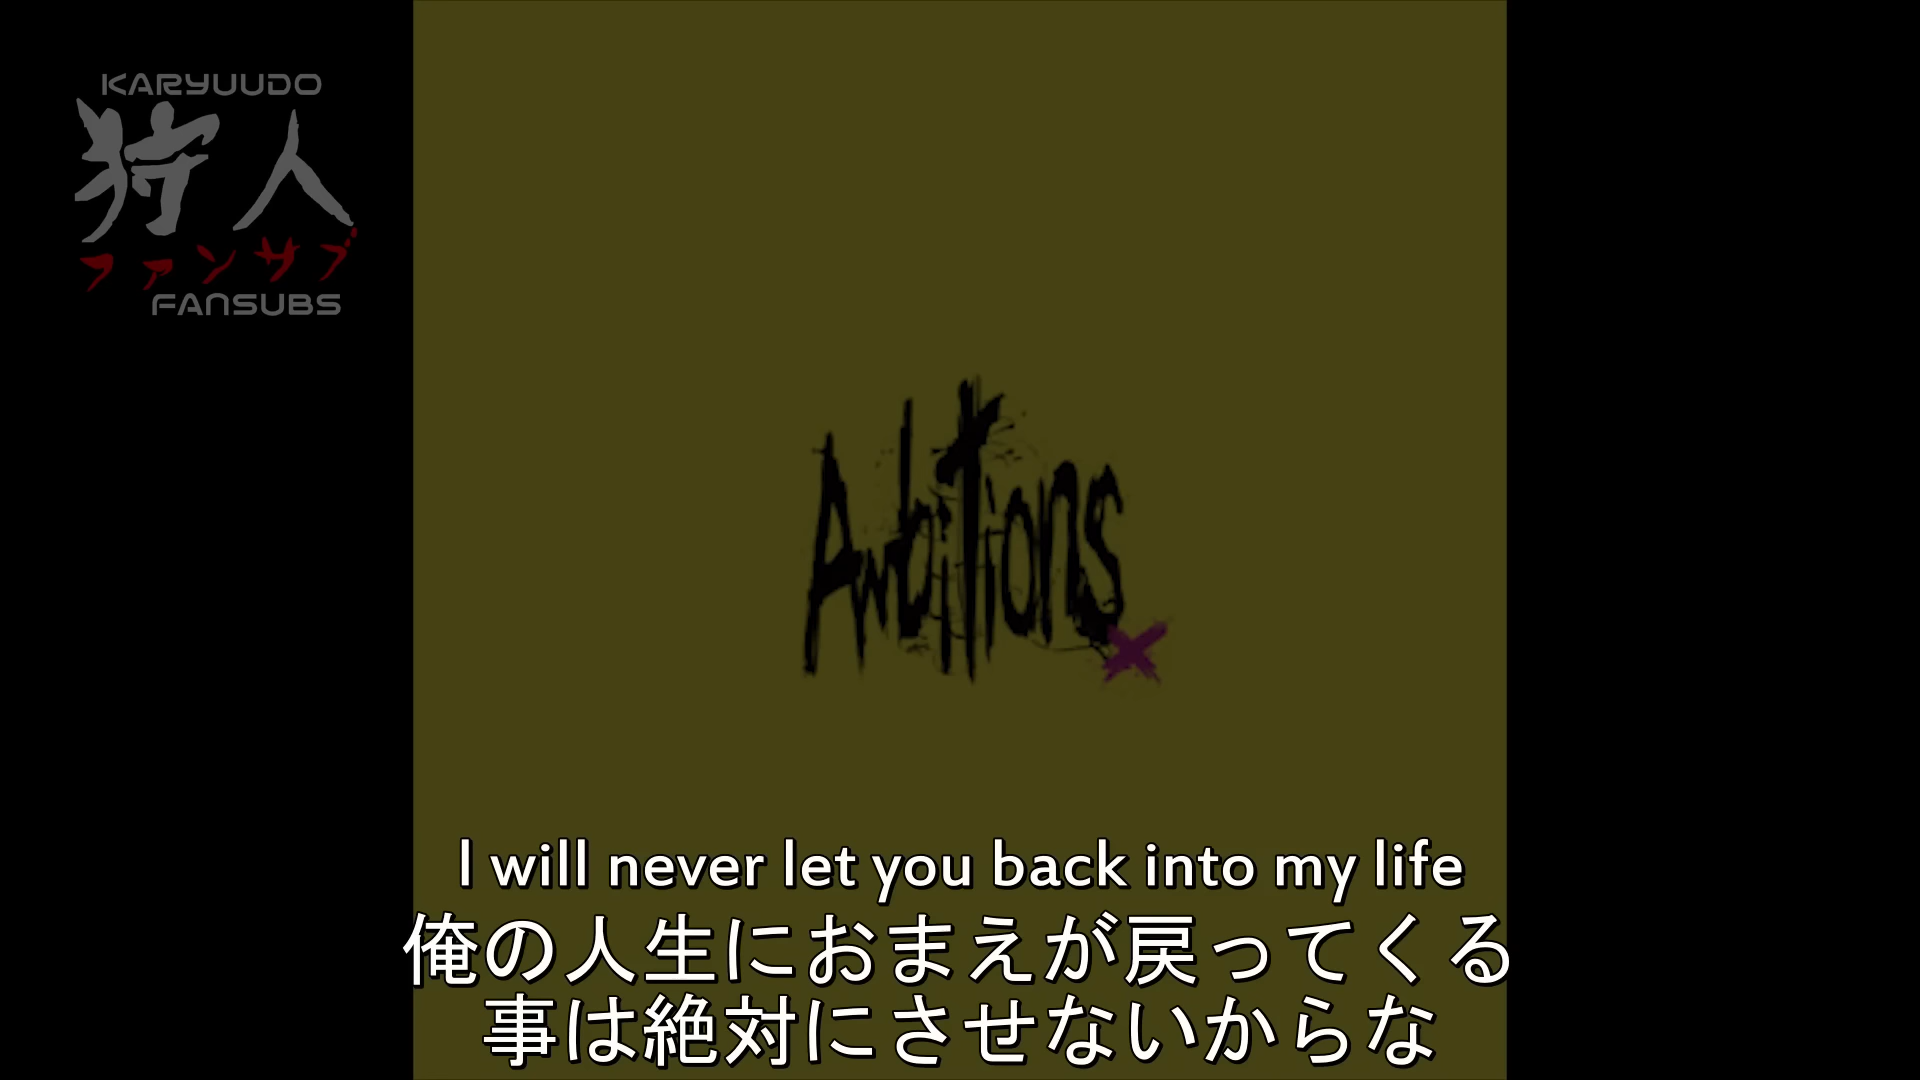 KARYUUDO
狩人
ファンサブ
FANSUBS
Ambitions
I will never let you back into my life
俺の人生におまえが戻ってくる
事は絶対にさせないからな